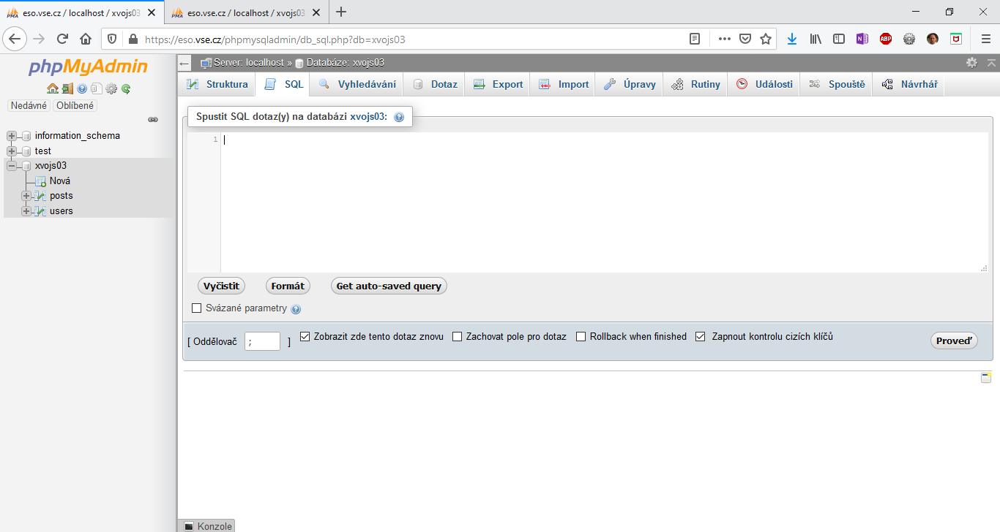 eso.vse.cz / localhost / xvojs03
eso.vse.cz / localhost / xvojs03
https://eso.vse.cz/phpmysqladmin/db_sql.php?db=xvojs03
phpMyAdmin
Nedávné Oblíbené
information_schema
test
xvojs03
Nová
posts
users
Server: localhost » Databáze: xvojs03
Struktura SQL Vyhledávání Dotaz Export Import Úpravy Rutiny Události Spouště Návrhář
Spustit SQL dotaz(y) na databázi xvojs03:
1
Vyčistit Formát Get auto-saved query
Svázané parametry
[ Oddělovač ; ] Zobrazit zde tento dotaz znovu Zachovat pole pro dotaz Rollback when finished Zapnout kontrolu cizích klíčů Proveď
Konzole